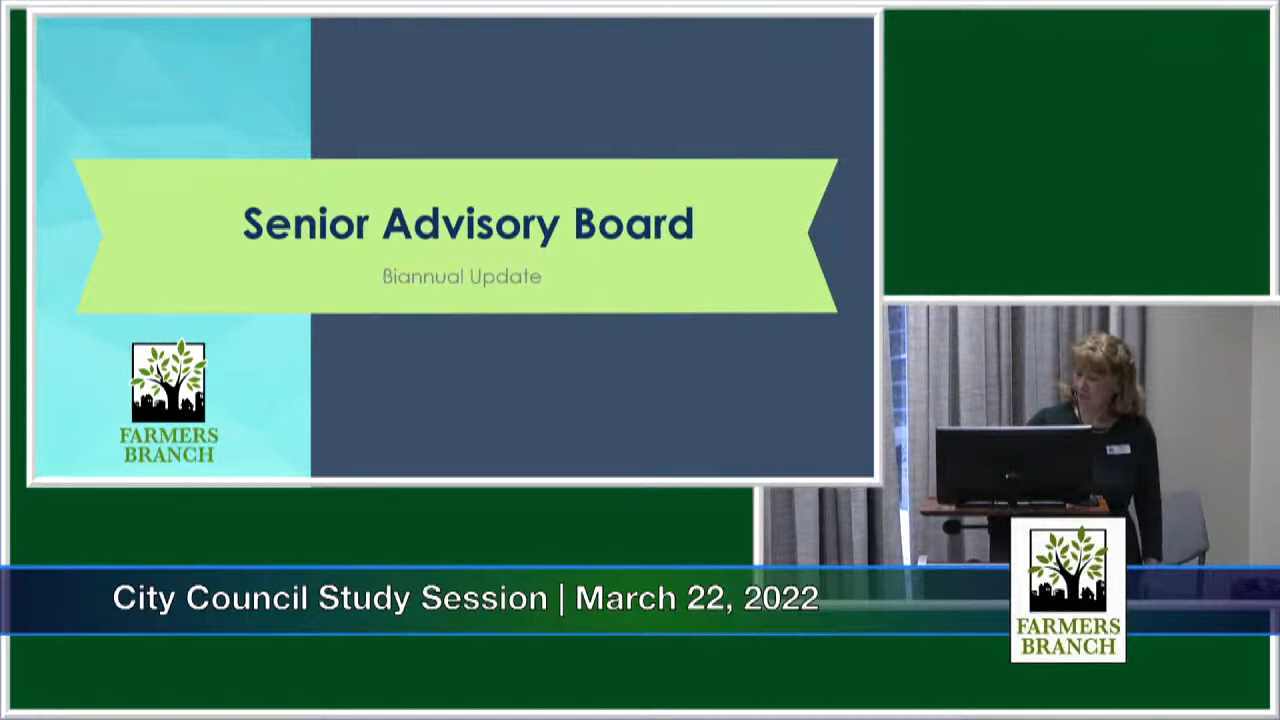 Senior Advisory Board
Biannual Update
FARMERS
BRANCH
City Council Study Session | March 22, 2022
FARMERS
BRANCH